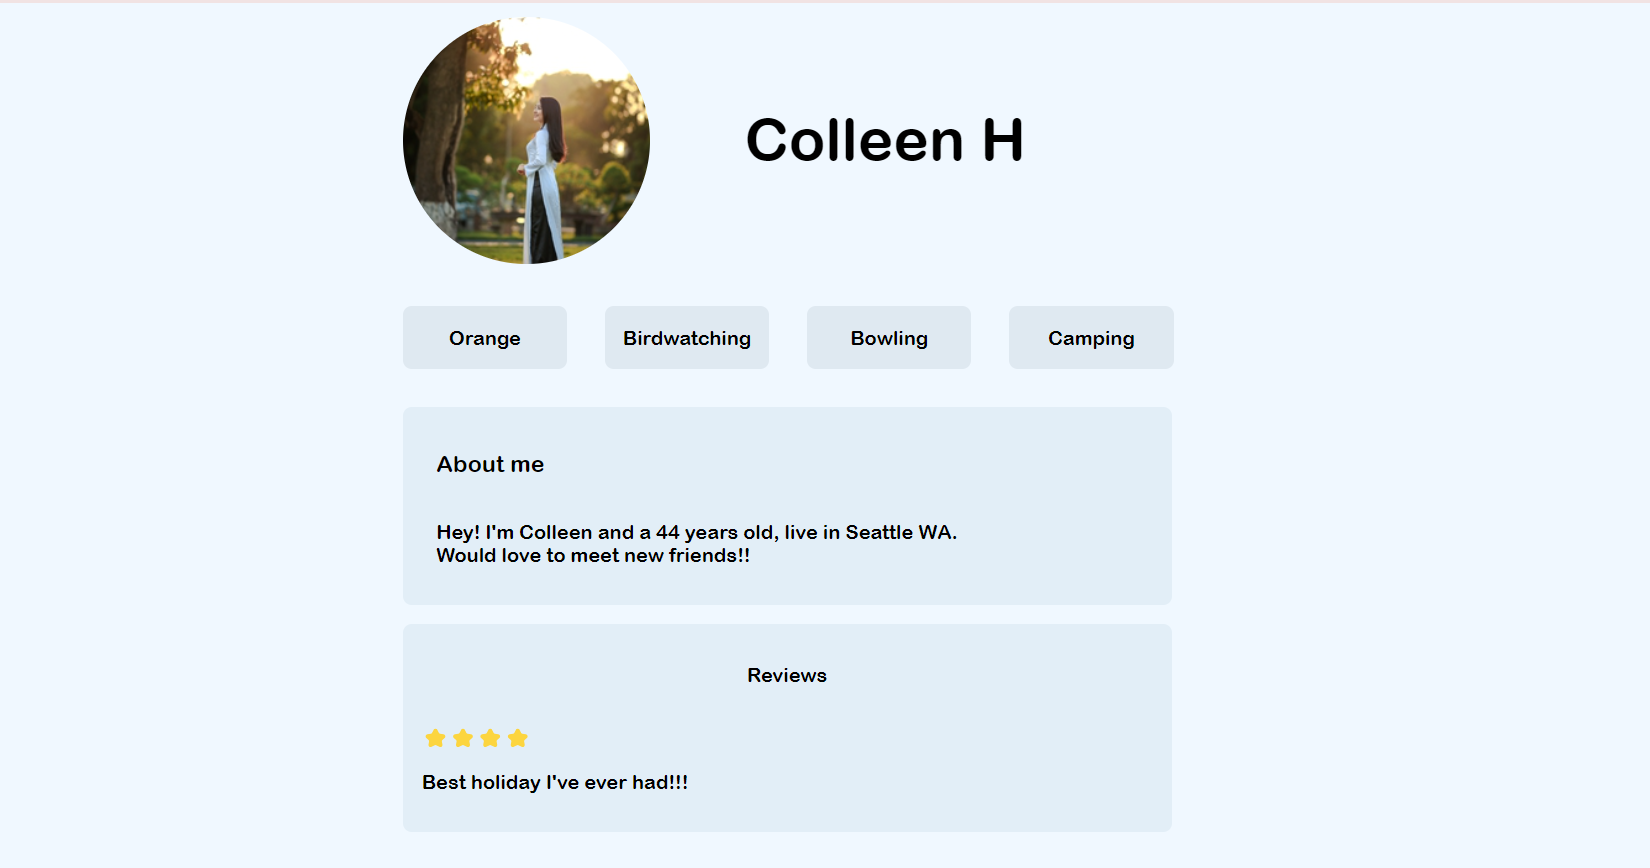 Colleen H
Orange
Birdwatching
Bowling
Camping
About me
Hey! I'm Colleen and a 44 years old, live in Seattle WA.
Would love to meet new friends!!
Reviews
Best holiday I've ever had!!!